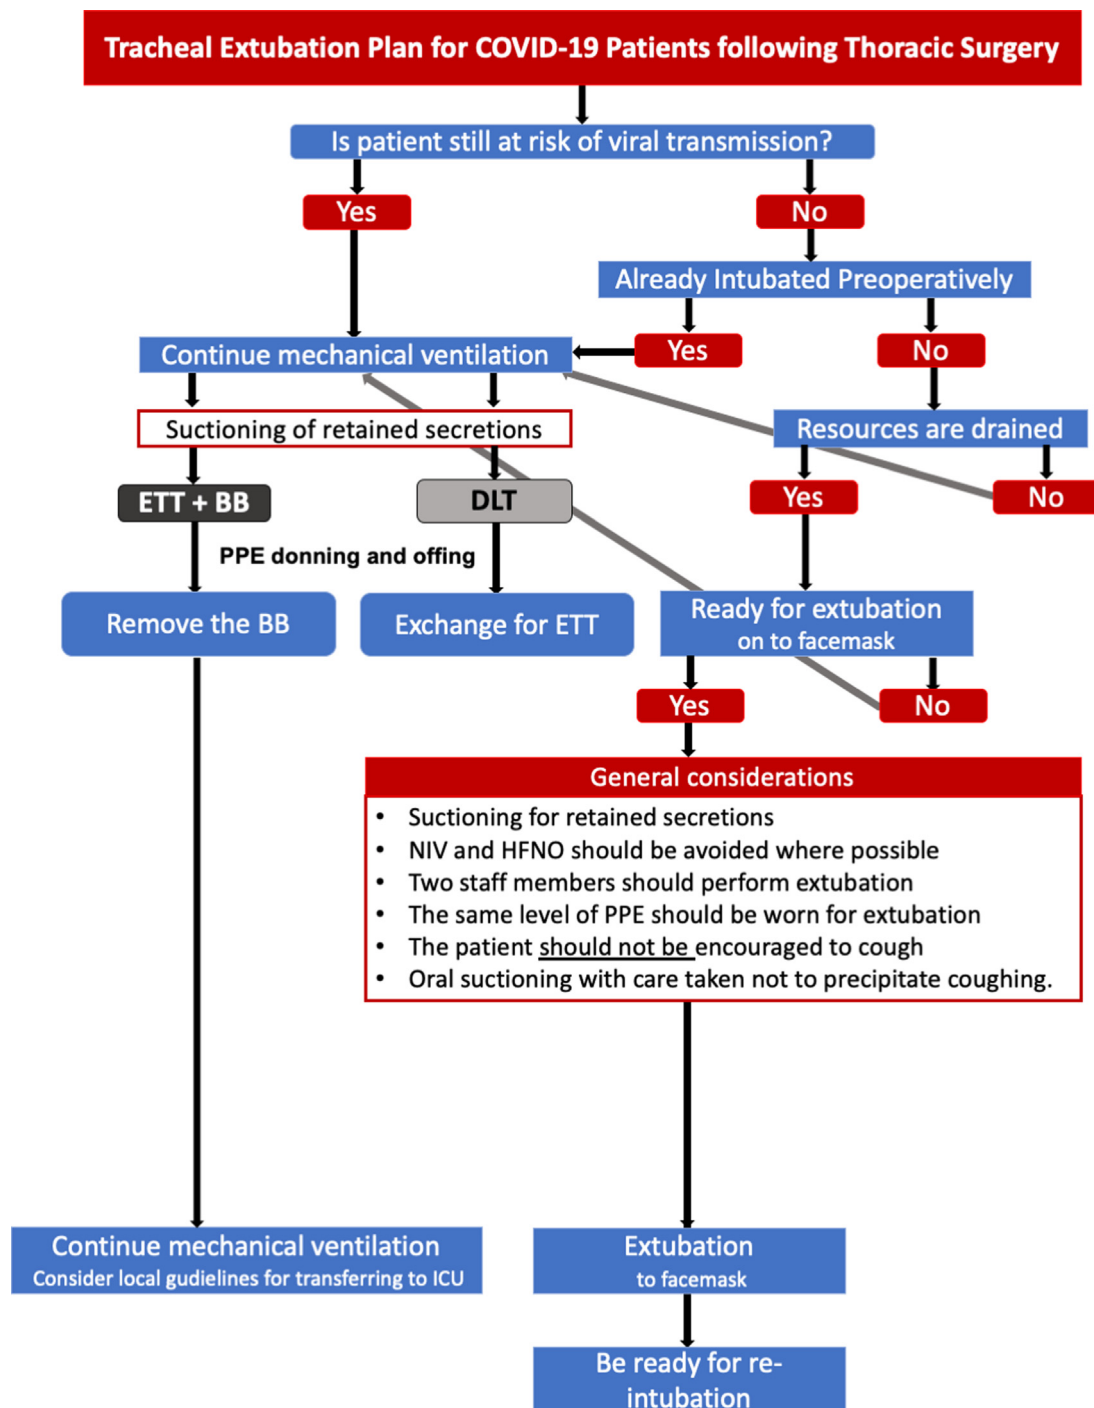 Tracheal Extubation Plan for COVID-19 Patients following Thoracic Surgery
Is patient still at risk of viral transmission?
Yes
No
Already Intubated Preoperatively
Yes
No
Continue mechanical ventilation
Resources are drained
Suctioning of retained secretions
Yes
No
ETT + BB
DLT
PPE donning and offing
Remove the BB
Exchange for ETT
Ready for extubation
on to facemask
Yes
No
General considerations
• Suctioning for retained secretions
• NIV and HFNO should be avoided where possible
• Two staff members should perform extubation
• The same level of PPE should be worn for extubation
• The patient should not be encouraged to cough
• Oral suctioning with care taken not to precipitate coughing.
Continue mechanical ventilation
Consider local gudielines for transferring to ICU
Extubation
to facemask
Be ready for re-
intubation